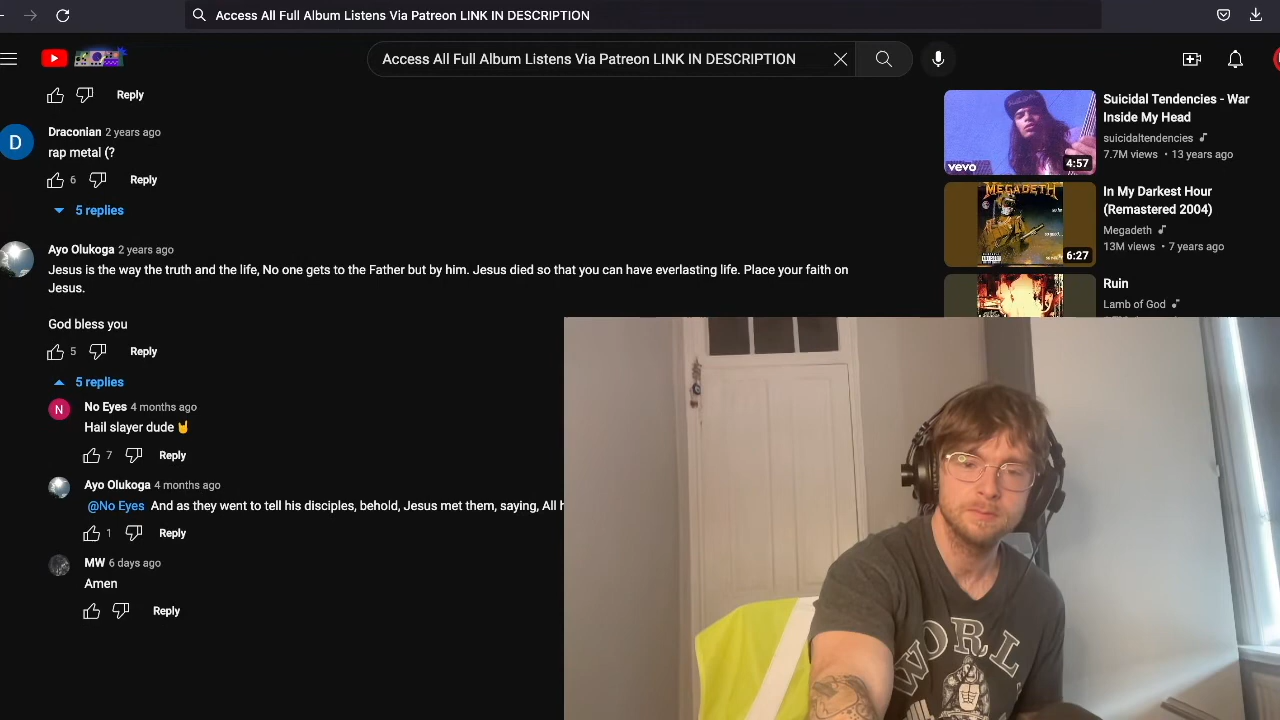 Access All Full Album Listens Via Patreon LINK IN DESCRIPTION
Access All Full Album Listens Via Patreon LINK IN DESCRIPTION
Reply
D
Draconian 2 years ago
rap metal (?
6
Reply
5 replies
Ayo Olukoga 2 years ago
Jesus is the way the truth and the life, No one gets to the Father but by him. Jesus died so that you can have everlasting life. Place your faith on
Jesus.
God bless you
5
Reply
5 replies
N
No Eyes 4 months ago
Hail slayer dude🤘
7
Reply
Ayo Olukoga 4 months ago
@No Eyes And as they went to tell his disciples, behold, Jesus met them, saying, All h
1
Reply
MW 6 days ago
Amen
Reply
vevo
4:57
Suicidal Tendencies - War
Inside My Head
suicidaltendencies
7.7M views • 13 years ago
MEGADETH
6:27
In My Darkest Hour
(Remastered 2004)
Megadeth
13M views • 7 years ago
Ruin
Lamb of God
WORL